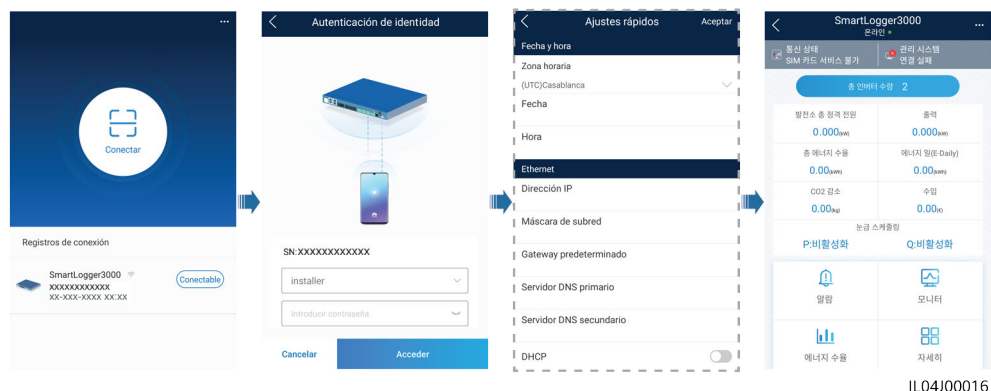 Conectar
Registros de conexión
SmartLogger3000
XXXXXXXXXXXX
XX-XXX-XXXX XX:XX
Conectable
Autenticación de identidad
SN:XXXXXXXXXXXX
installer
Introducir contraseña.
Cancelar
Acceder
Ajustes rápidos
Aceptar
Fecha y hora
Zona horaria
(UTC)Casablanca
Fecha
Hora
Ethernet
Dirección IP
Máscara de subred
Gateway predeterminado
Servidor DNS primario
Servidor DNS secundario
DHCP
SmartLogger3000
온라인
통신 상태
SIM 카드 서비스 불가
관리 시스템
연결 실패
총 인버터 수량 2
발전소 총 정격 전원
출력
0.000(kW)
0.000(kW)
총 에너지 수율
에너지 일(E-Daily)
0.00(kWh)
0.00(kWh)
CO2 감소
수입
0.00(kg)
0.00(€)
눈금 스케줄링
P:비활성화
Q:비활성화
알람
모니터
에너지 수율
자세히
IL04J00016